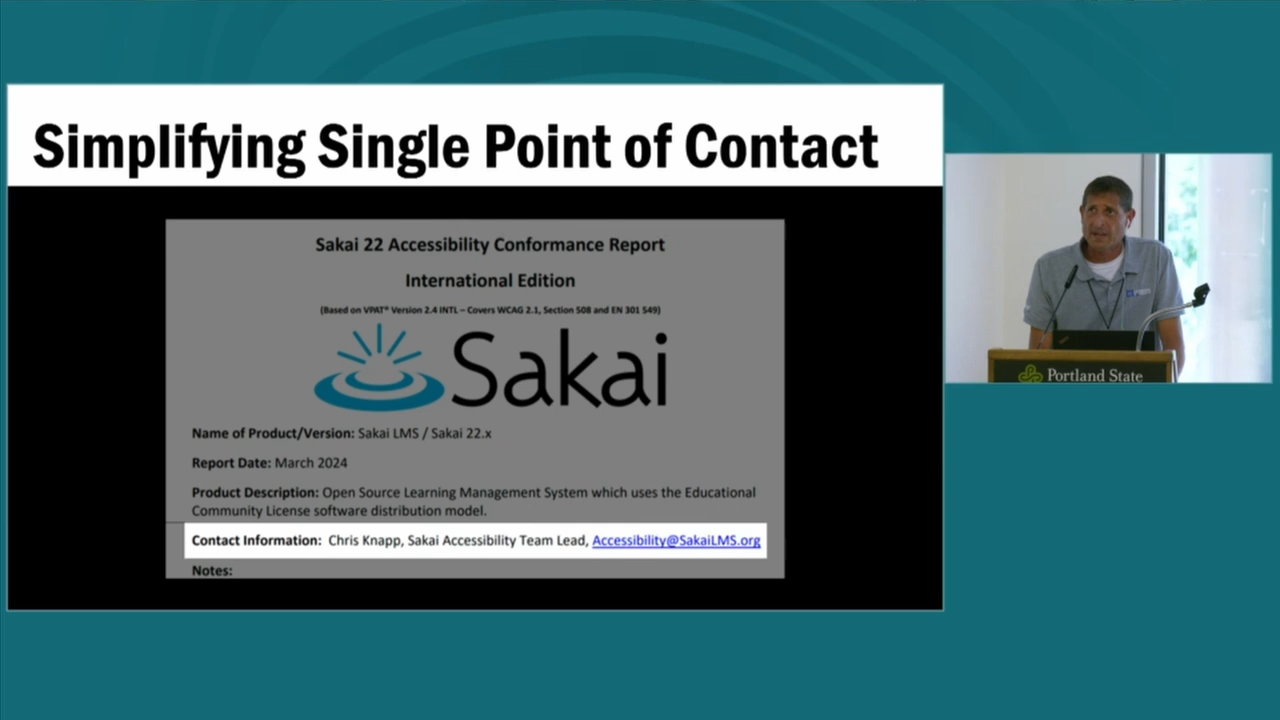 Simplifying Single Point of Contact
Sakai 22 Accessibility Conformance Report
International Edition
(Based on VPAT® Version 2.4 INTL – Covers WCAG 2.1, Section 508 and EN 301 549)
Sakai
Name of Product/Version: Sakai LMS / Sakai 22.x
Report Date: March 2024
Product Description: Open Source Learning Management System which uses the Educational
Community License software distribution model.
Contact Information: Chris Knapp, Sakai Accessibility Team Lead, Accessibility@SakaiLMS.org
Notes:
Portland State